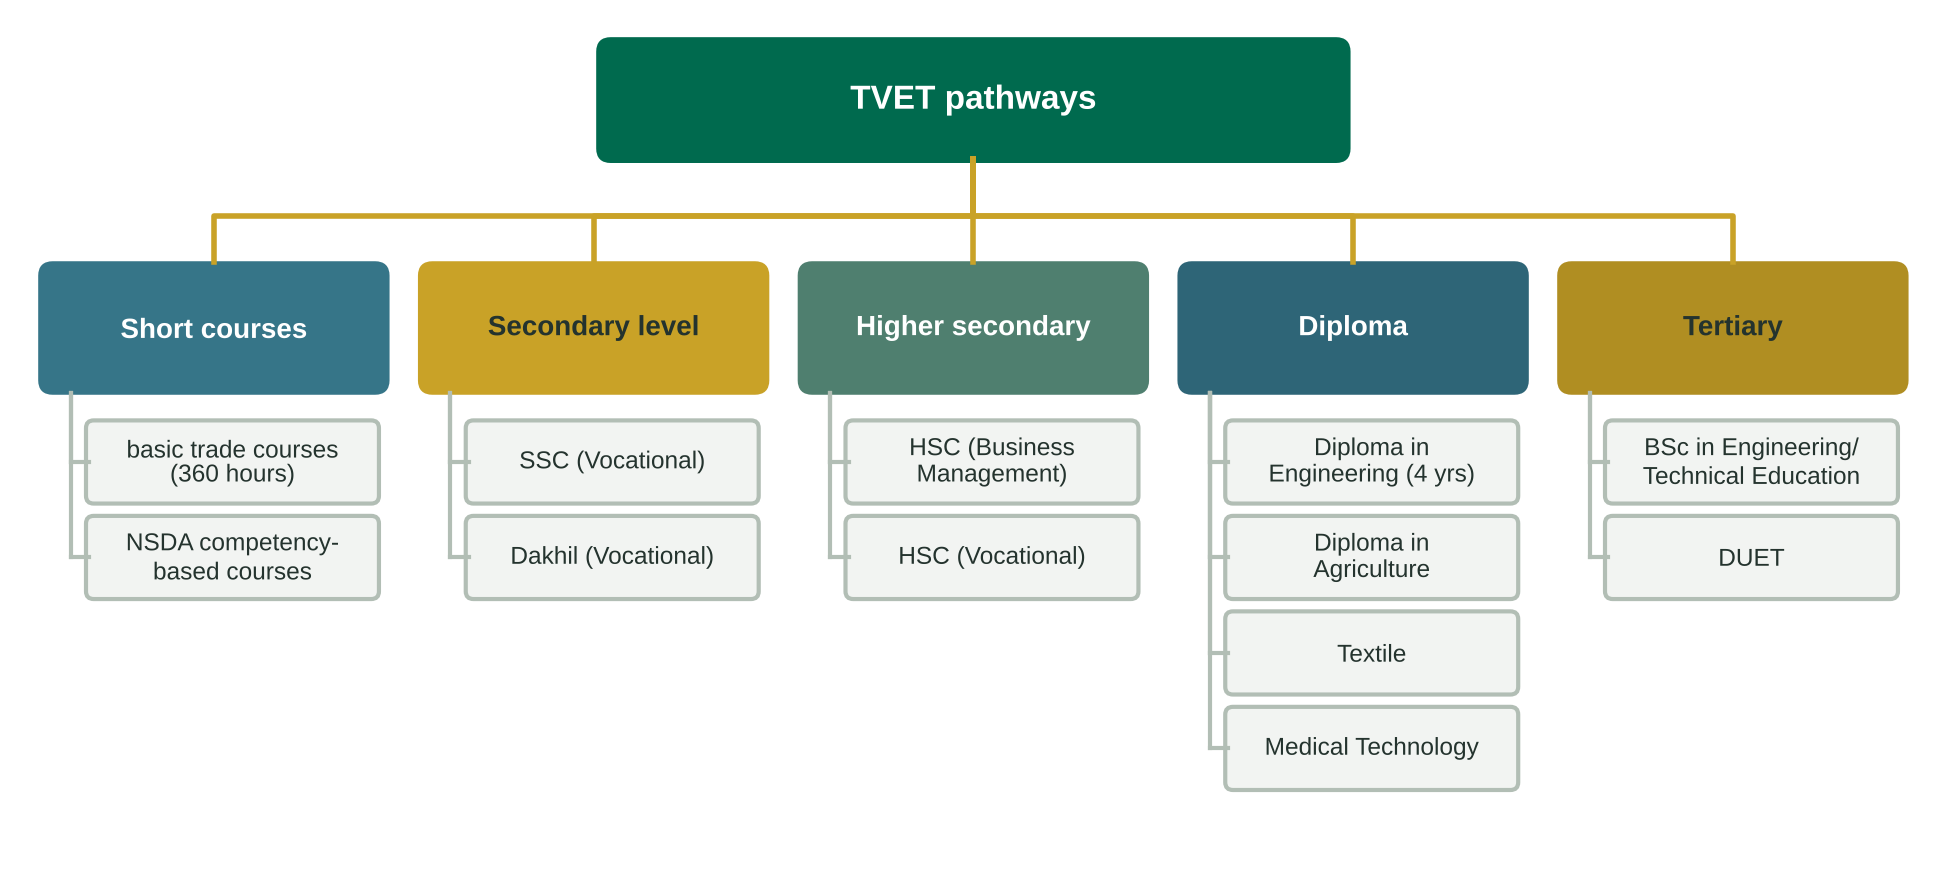 TVET pathways
Short courses
basic trade courses
(360 hours)
NSDA competency-
based courses
Secondary level
SSC (Vocational)
Dakhil (Vocational)
Higher secondary
HSC (Business
Management)
HSC (Vocational)
Diploma
Diploma in
Engineering (4 yrs)
Diploma in
Agriculture
Textile
Medical Technology
Tertiary
BSc in Engineering/
Technical Education
DUET